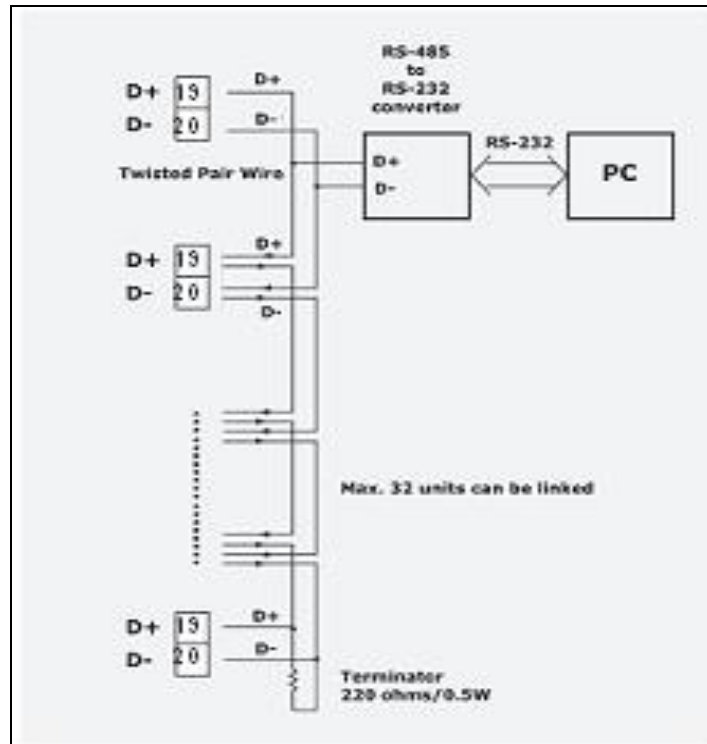 RS-485
to
RS-232
converter
D+ 19 D+
D- 20 D-
Twisted Pair Wire
D+
D-
RS-232
PC
D+ 19 D+
D- 20
D-
Max. 32 units can be linked
D+ 19 D+
D- 20 D-
Terminator
220 ohms/0.5W